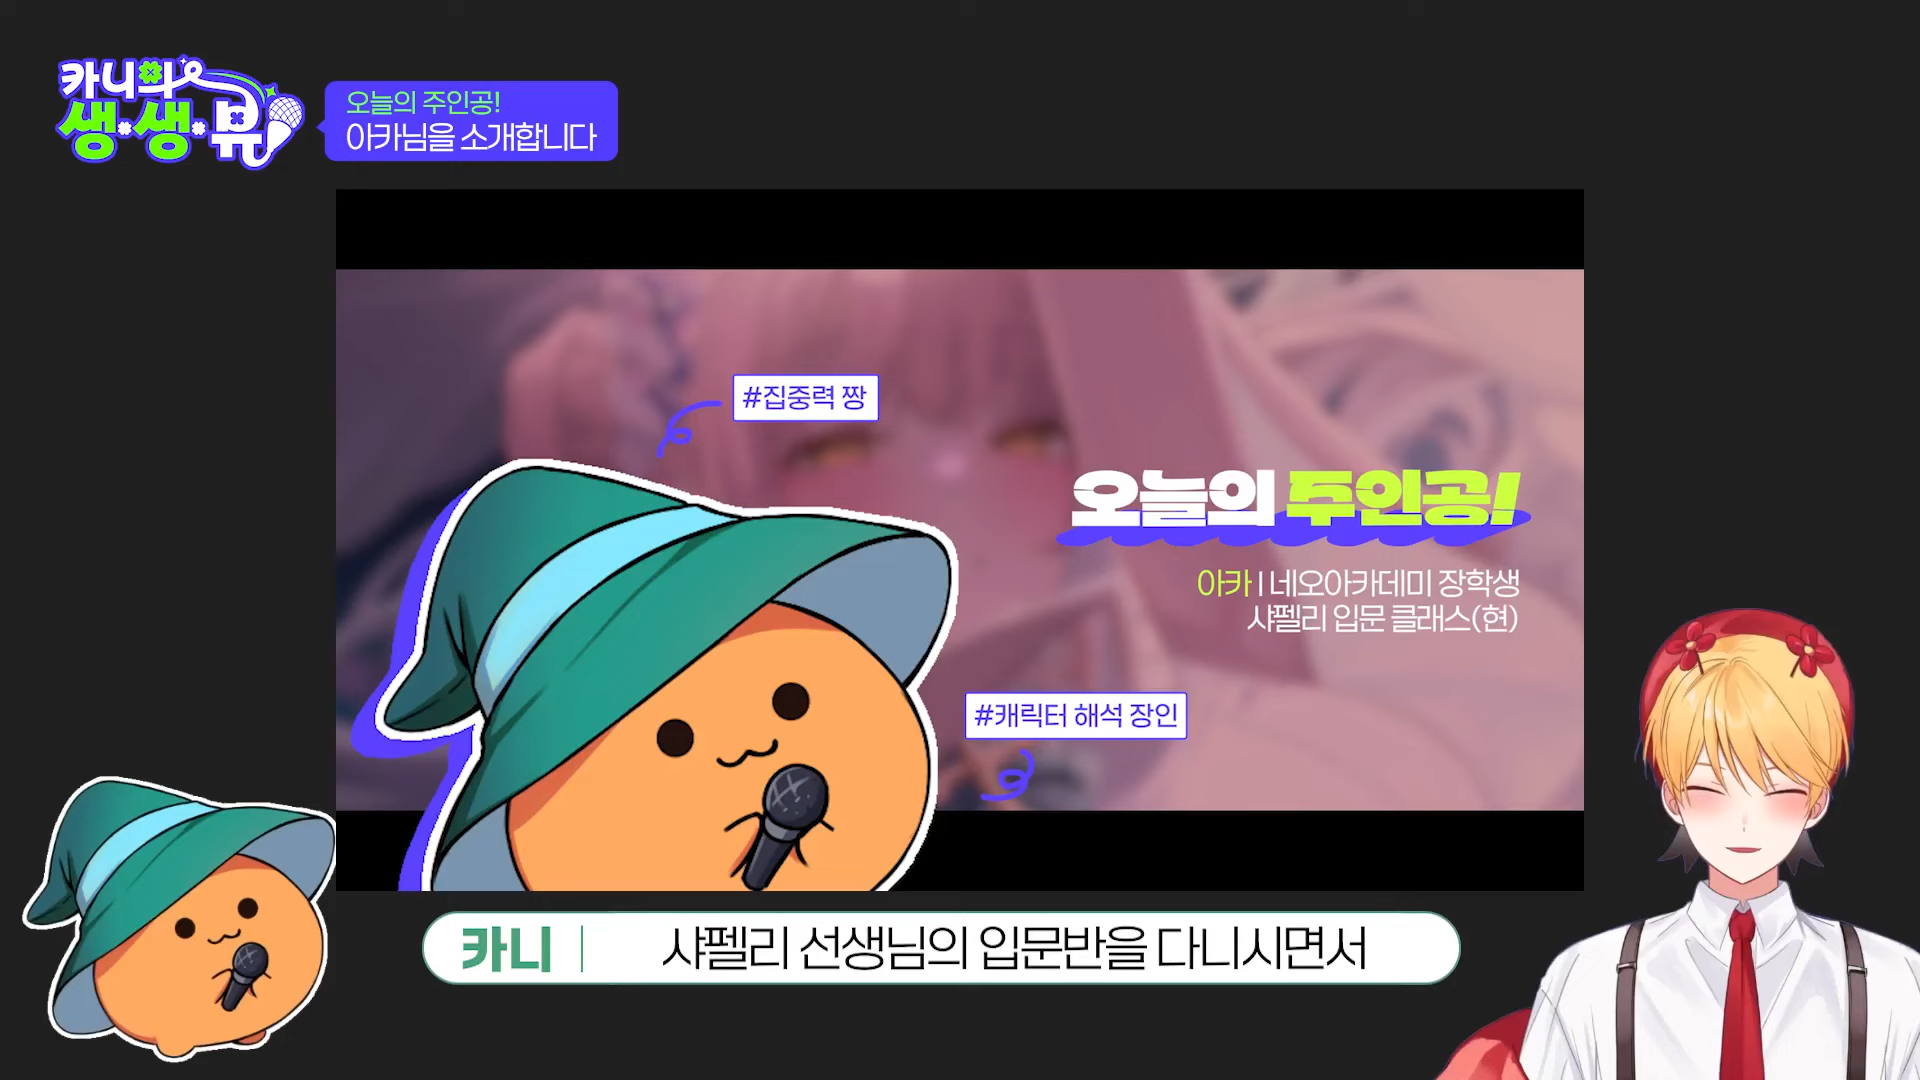 카니의
생·생·뷰
오늘의 주인공!
아카님을 소개합니다
#집중력 짱
오늘의 주인공!
아카 | 네오아카데미 장학생
샤펠리 입문 클래스(현)
#캐릭터 해석 장인
카니 | 샤펠리 선생님의 입문반을 다니시면서